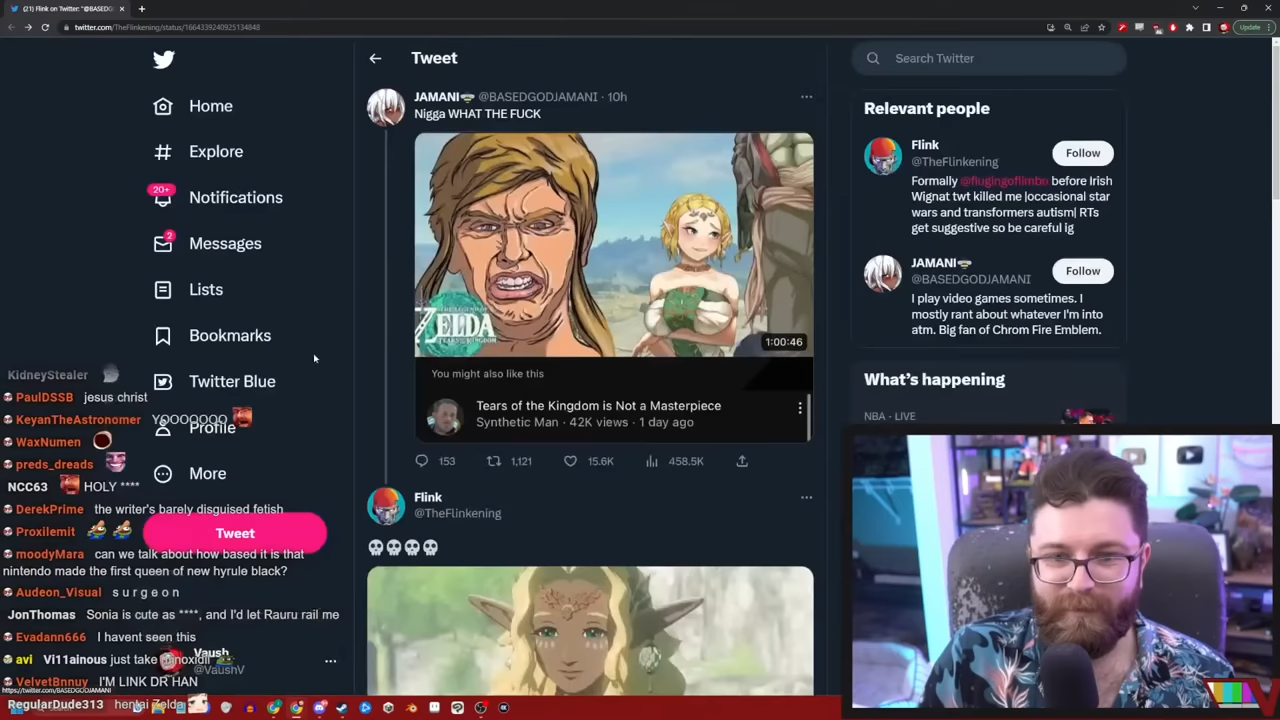 (21) Flink on Twitter: "@BASEDG
twitter.com/TheFlinkening/status/1664339240925134848
Update
Home
Explore
20+
Notifications
2
Messages
Lists
Bookmarks
Twitter Blue
Profile
More
Tweet
Vaush
@VaushV
Tweet
JAMANI @BASEDGODJAMANI · 10h
Nigga WHAT THE FUCK
THE LEGEND OF
ZELDA
TEARS OF THE KINGDOM
1:00:46
You might also like this
Tears of the Kingdom is Not a Masterpiece
Synthetic Man · 42K views · 1 day ago
153
1,121
15.6K
458.5K
Flink
@TheFlinkening
Search Twitter
Relevant people
Flink
@TheFlinkening
Follow
Formally @flugingoflimbo before Irish
Wignat twt killed me |occasional star
wars and transformers autism| RTs
get suggestive so be careful ig
JAMANI
@BASEDGODJAMANI
Follow
I play video games sometimes. I
mostly rant about whatever I'm into
atm. Big fan of Chrom Fire Emblem.
What's happening
NBA · LIVE
KidneyStealer
PaulDSSB jesus christ
KeyanTheAstronomer YOOOOOOO
WaxNumen
preds_dreads
NCC63 HOLY ****
DerekPrime the writer's barely disguised fetish
Proxilemit
moodyMara can we talk about how based it is that
nintendo made the first queen of new hyrule black?
Audeon_Visual s u r g e o n
JonThomas Sonia is cute as ****, and I'd let Rauru rail me
Evadann666 I havent seen this
avi Vi11ainous just take minoxidil
VelvetBnnuy I'M LINK DR HAN
https://twitter.com/BASEDGODJAMANI
RegularDude313 hentai Zelda
V